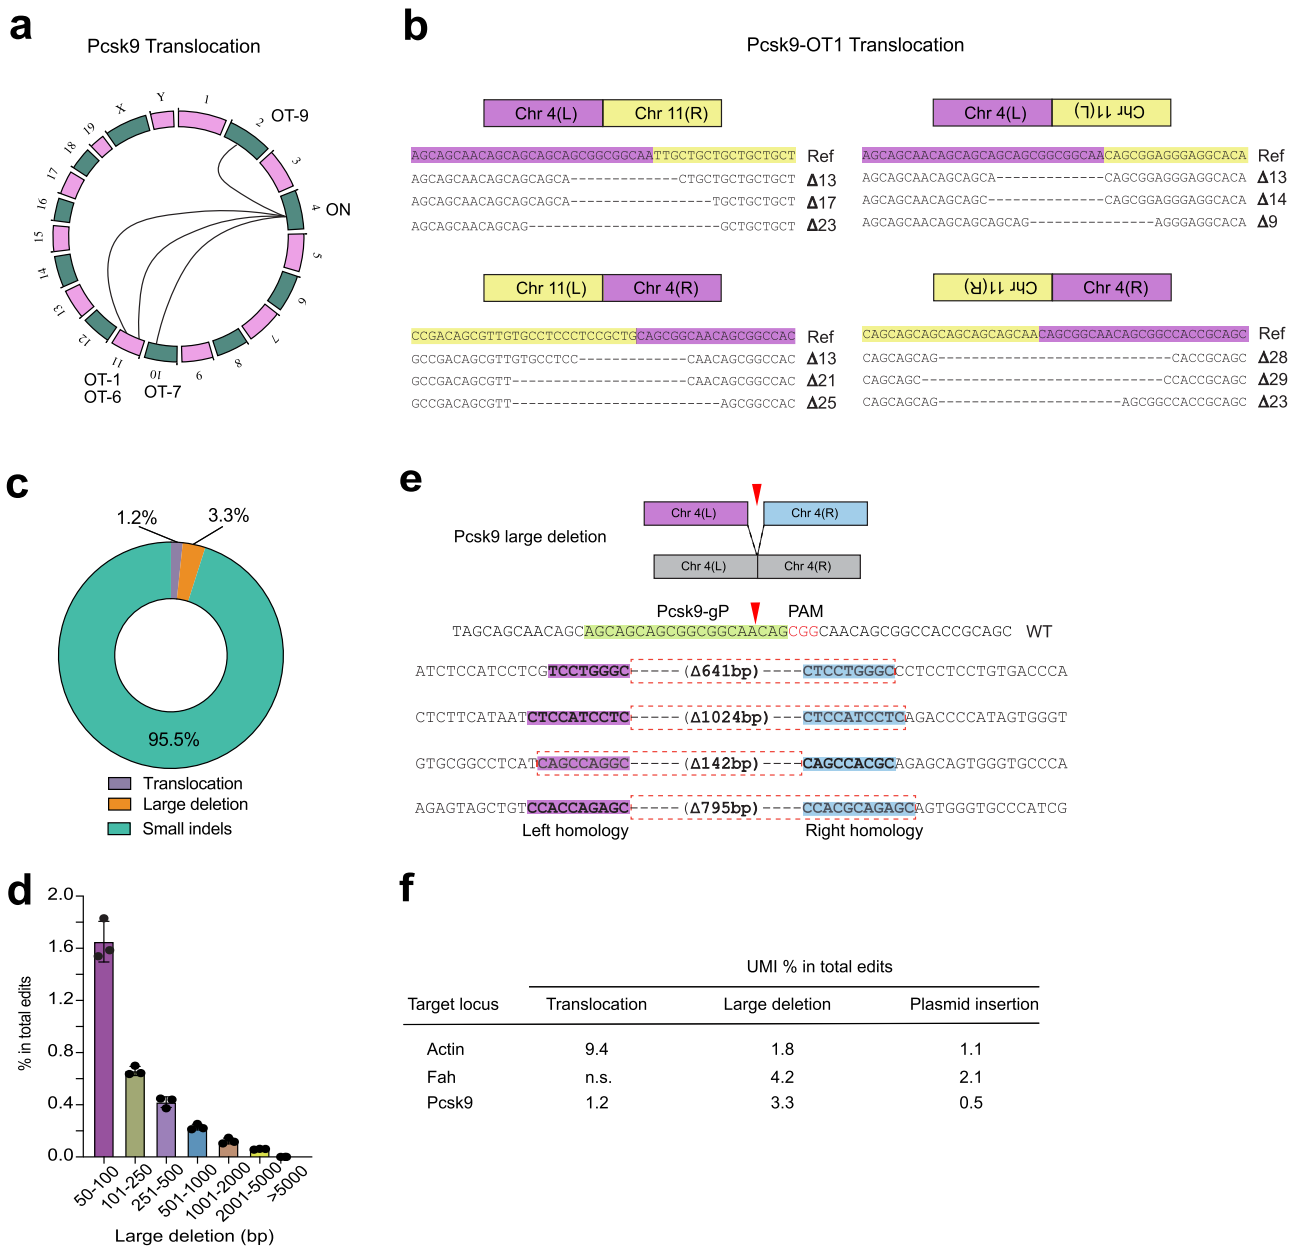 a
Pcsk9 Translocation
1
2
3
4
5
6
7
8
9
10
11
12
13
14
15
16
17
18
19
X
Y
OT-9
ON
OT-1
OT-6
OT-7
b
Pcsk9-OT1 Translocation
Chr 4(L) Chr 11(R)
AGCAGCAACAGCAGCAGCAGCGGCGGCAATTGCTGCTGCTGCTGCT Ref
AGCAGCAACAGCAGCAGCA-------------CTGCTGCTGCTGCT Δ13
AGCAGCAACAGCAGCAGCA-----------------TGCTGCTGCT Δ17
AGCAGCAACAGCAG-----------------------GCTGCTGCT Δ23
Chr 4(L) Chr 11(L)
AGCAGCAACAGCAGCAGCAGCGGCGGCAACAGCGGAGGGAGGCACA Ref
AGCAGCAACAGCAGCA-------------CAGCGGAGGGAGGCACA Δ13
AGCAGCAACAGCAGC--------------CAGCGGAGGGAGGCACA Δ14
AGCAGCAACAGCAGCAGCAG---------------AGGGAGGCACA Δ9
Chr 11(L) Chr 4(R)
CCGACAGCGTTGTGCCTCCCTCCGCTGCAGCGGCAACAGCGGCCAC Ref
GCCGACAGCGTTGTGCCTCC-------------CAACAGCGGCCAC Δ13
GCCGACAGCGTT---------------------CAACAGCGGCCAC Δ21
GCCGACAGCGTT-------------------------AGCGGCCAC Δ25
Chr 11(R) Chr 4(R)
CAGCAGCAGCAGCAGCAGCAACAGCGGCAACAGCGGCCACCGCAGC Ref
CAGCAGCAG----------------------------CACCGCAGC Δ28
CAGCAGC-----------------------------CCACCGCAGC Δ29
CAGCAGCAG----------------------AGCGGCCACCGCAGC Δ23
c
1.2%
3.3%
95.5%
Translocation
Large deletion
Small indels
e
Chr 4(L) Chr 4(R)
Pcsk9 large deletion
Chr 4(L) Chr 4(R)
Pcsk9-gP PAM
TAGCAGCAACAGCAGCAGCAGCGGCGGCAACAGCGGCAACAGCGGCCACCGCAGC WT
ATCTCCATCCTCGTCCTGGGC-----(Δ641bp)----CTCCTGGGCCCTCCTCCTGTGACCCA
CTCTTCATAATCTCCATCCTC-----(Δ1024bp)---CTCCATCCTCAGACCCCATAGTGGGT
GTGCGGCCTCATCAGCCAGGC-----(Δ142bp)----CAGCCACGCAGAGCAGTGGGTGCCCA
AGAGTAGCTGTCCACCAGAGC-----(Δ795bp)----CCACGCAGAGCAGTGGGTGCCCATCG
Left homology Right homology
d
% in total edits
2.0
1.6
1.2
0.8
0.4
0.0
50-100
101-250
251-500
501-1000
1001-2000
2001-5000
>5000
Large deletion (bp)
f
UMI % in total edits
Target locus Translocation Large deletion Plasmid insertion
Actin 9.4 1.8 1.1
Fah n.s. 4.2 2.1
Pcsk9 1.2 3.3 0.5